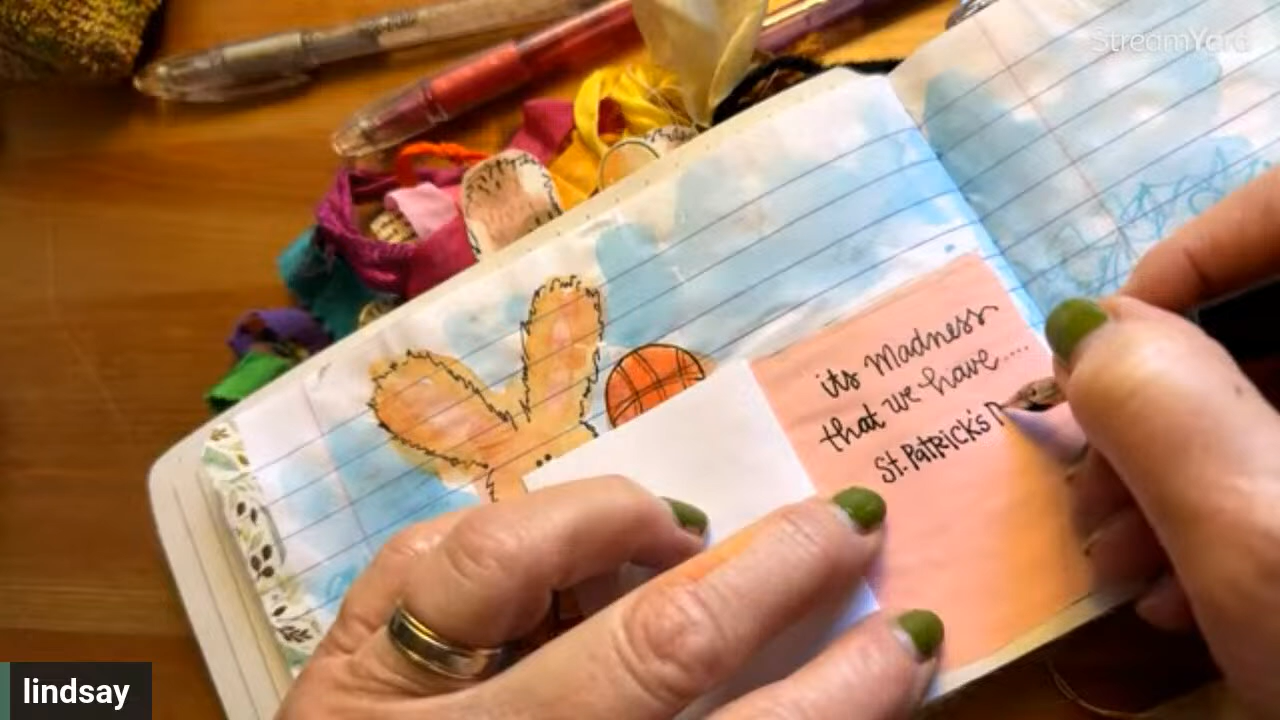 StreamYard
its Madness
that we have.....
St. Patrick's D
lindsay